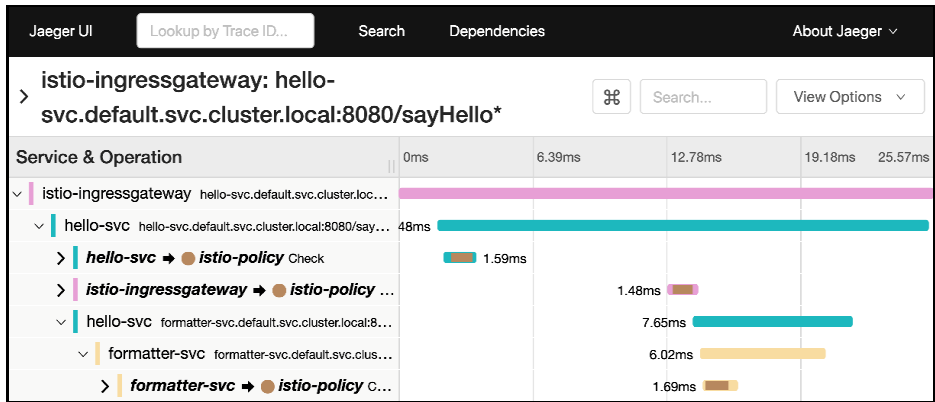 Jaeger UI Lookup by Trace ID... Search Dependencies About Jaeger
istio-ingressgateway: hello-
svc.default.svc.cluster.local:8080/sayHello*
⌘ Search... View Options
Service & Operation 0ms 6.39ms 12.78ms 19.18ms 25.57ms
istio-ingressgateway hello-svc.default.svc.cluster.loc...
hello-svc hello-svc.default.svc.cluster.local:8080/say... 48ms
hello-svc ➡ istio-policy Check 1.59ms
istio-ingressgateway ➡ istio-policy ... 1.48ms
hello-svc formatter-svc.default.svc.cluster.local:8... 7.65ms
formatter-svc formatter-svc.default.svc.clus... 6.02ms
formatter-svc ➡ istio-policy C... 1.69ms